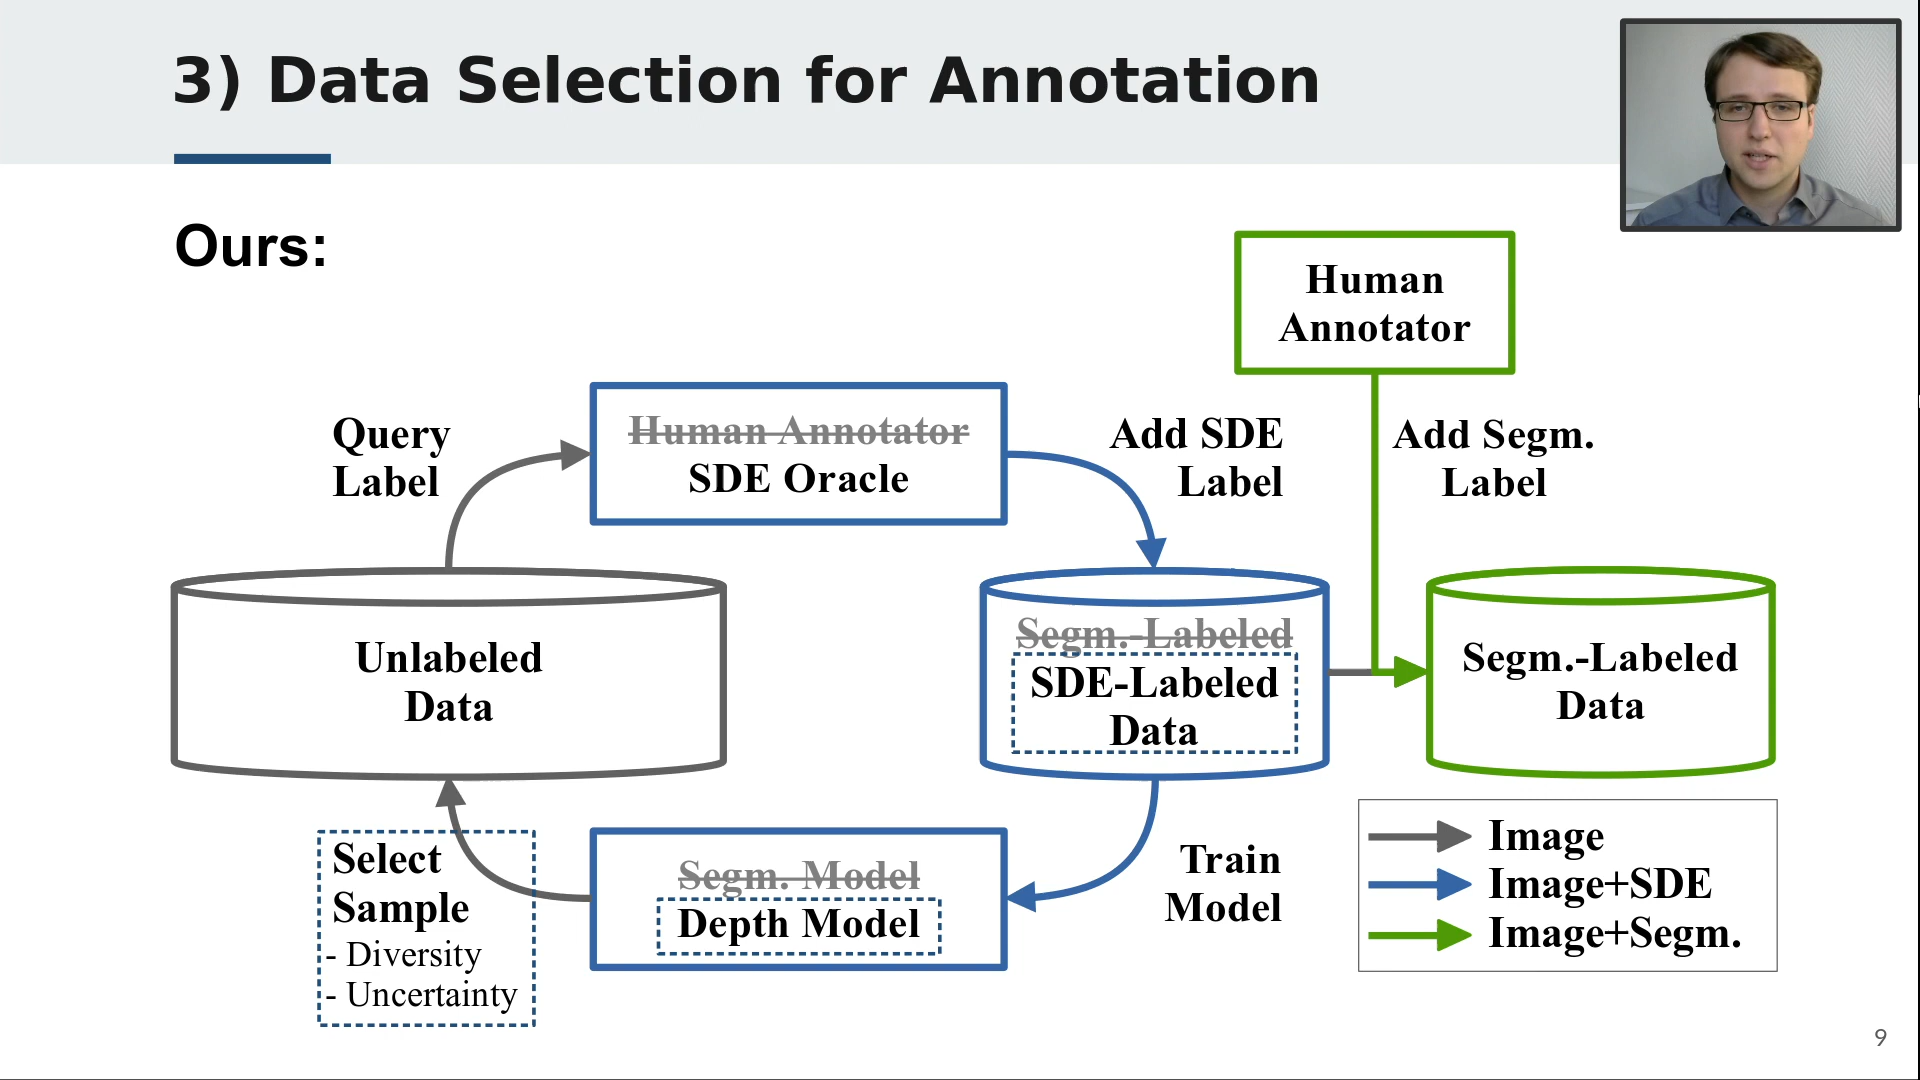 3) Data Selection for Annotation
Ours:
Human
Annotator
Query
Label
Human Annotator
SDE Oracle
Add SDE
Label
Add Segm.
Label
Unlabeled
Data
Segm.-Labeled
SDE-Labeled
Data
Segm.-Labeled
Data
Select
Sample
- Diversity
- Uncertainty
Segm. Model
Depth Model
Train
Model
Image
Image+SDE
Image+Segm.
9